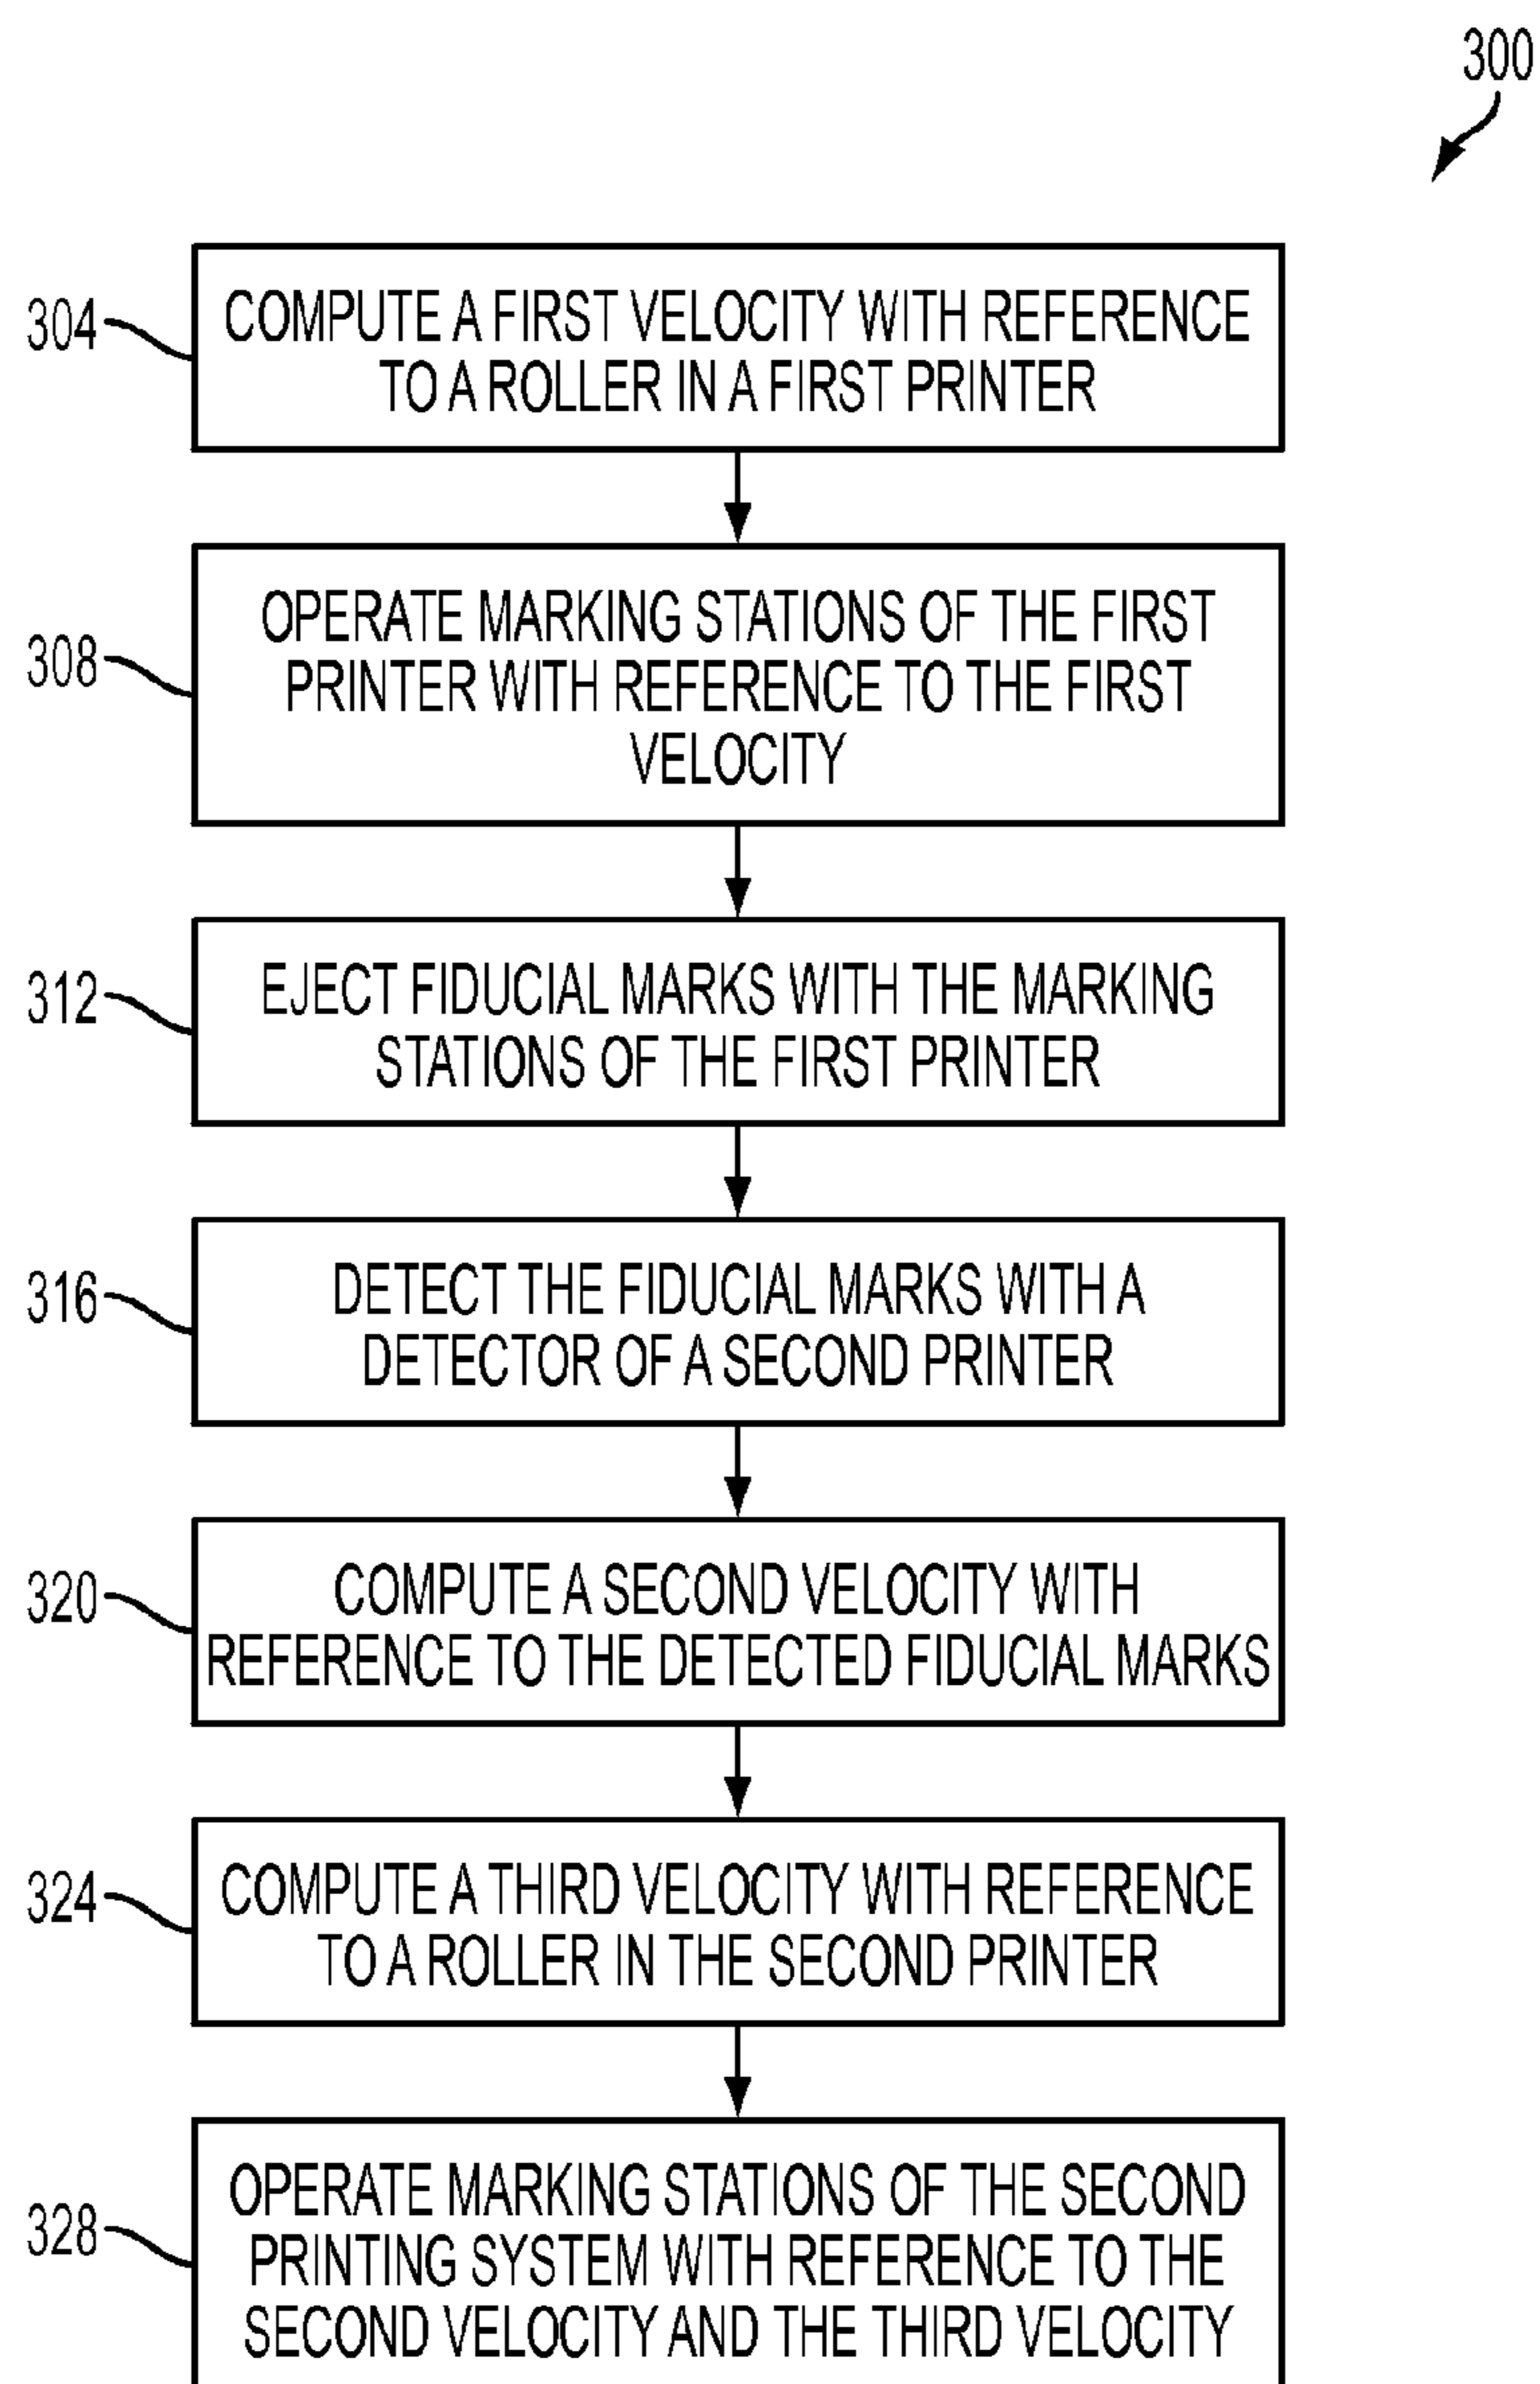 300
304
COMPUTE A FIRST VELOCITY WITH REFERENCE
TO A ROLLER IN A FIRST PRINTER
308
OPERATE MARKING STATIONS OF THE FIRST
PRINTER WITH REFERENCE TO THE FIRST
VELOCITY
312
EJECT FIDUCIAL MARKS WITH THE MARKING
STATIONS OF THE FIRST PRINTER
316
DETECT THE FIDUCIAL MARKS WITH A
DETECTOR OF A SECOND PRINTER
320
COMPUTE A SECOND VELOCITY WITH
REFERENCE TO THE DETECTED FIDUCIAL MARKS
324
COMPUTE A THIRD VELOCITY WITH REFERENCE
TO A ROLLER IN THE SECOND PRINTER
328
OPERATE MARKING STATIONS OF THE SECOND
PRINTING SYSTEM WITH REFERENCE TO THE
SECOND VELOCITY AND THE THIRD VELOCITY